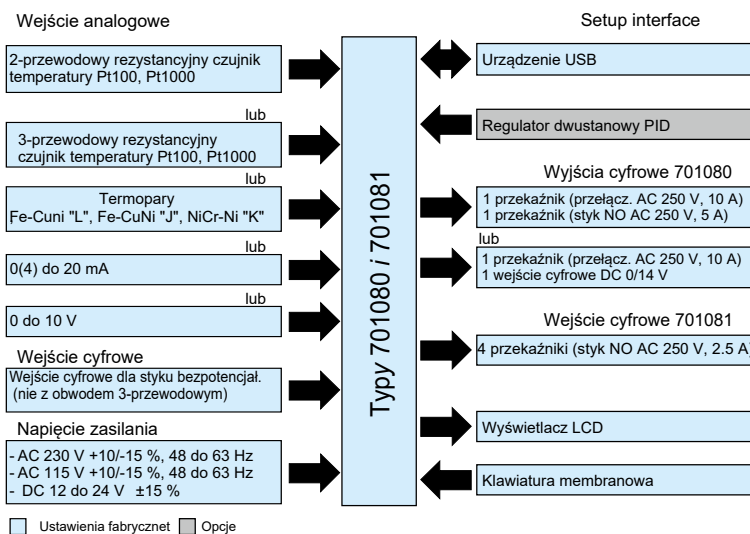 Wejście analogowe
2-przewodowy rezystancyjny czujnik
temperatury Pt100, Pt1000
lub
3-przewodowy rezystancyjny
czujnik temperatury Pt100, Pt1000
lub
Termopary
Fe-Cuni "L", Fe-CuNi "J", NiCr-Ni "K"
lub
0(4) do 20 mA
lub
0 do 10 V
Wejście cyfrowe
Wejście cyfrowe dla styku bezpotencjał.
(nie z obwodem 3-przewodowym)
Napięcie zasilania
- AC 230 V +10/-15 %, 48 do 63 Hz
- AC 115 V +10/-15 %, 48 do 63 Hz
- DC 12 do 24 V ±15 %
Typy 701080 i 701081
Setup interface
Urządzenie USB
Regulator dwustanowy PID
Wyjścia cyfrowe 701080
1 przekaźnik (przełącz. AC 250 V, 10 A)
1 przekaźnik (styk NO AC 250 V, 5 A)
lub
1 przekaźnik (przełącz. AC 250 V, 10 A)
1 wejście cyfrowe DC 0/14 V
Wejście cyfrowe 701081
4 przekaźniki (styk NO AC 250 V, 2.5 A)
Wyświetlacz LCD
Klawiatura membranowa
Ustawienia fabrycznet
Opcje